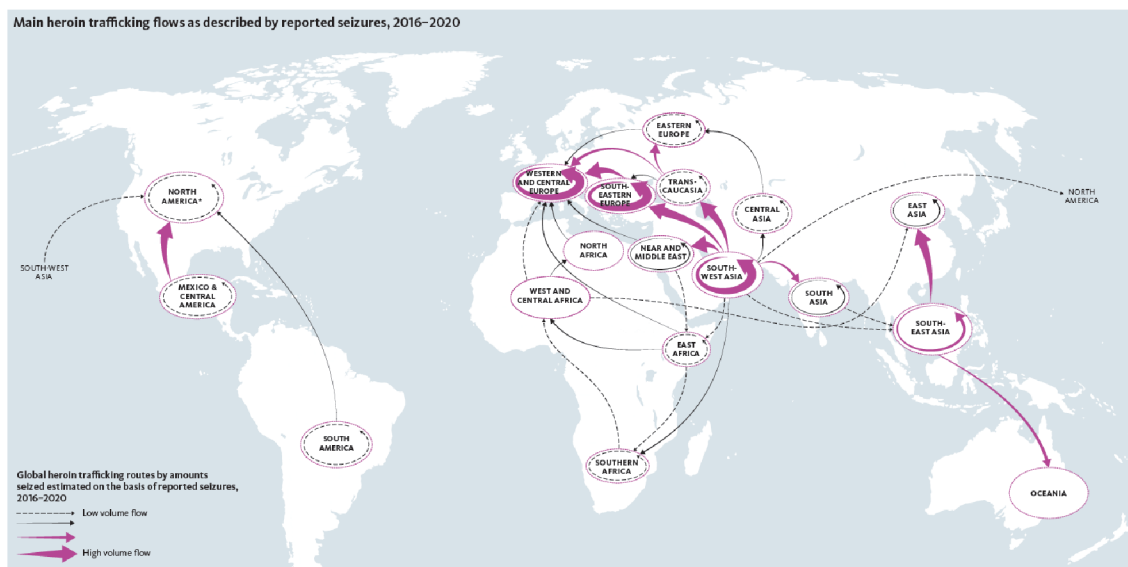 Main heroin trafficking flows as described by reported seizures, 2016–2020
EASTERN
EUROPE
WESTERN
AND CENTRAL
EUROPE
SOUTH-
EASTERN
EUROPE
TRANS-
CAUCASIA
NORTH
AMERICA*
CENTRAL
ASIA
EAST
ASIA
NORTH
AMERICA
NORTH
AFRICA
NEAR AND
MIDDLE EAST
SOUTH-WEST
ASIA
SOUTH-
WEST ASIA
MEXICO &
CENTRAL
AMERICA
WEST AND
CENTRAL AFRICA
SOUTH
ASIA
SOUTH-
EAST ASIA
EAST
AFRICA
SOUTH
AMERICA
SOUTHERN
AFRICA
OCEANIA
Global heroin trafficking routes by amounts
seized estimated on the basis of reported seizures,
2016–2020
Low volume flow
High volume flow